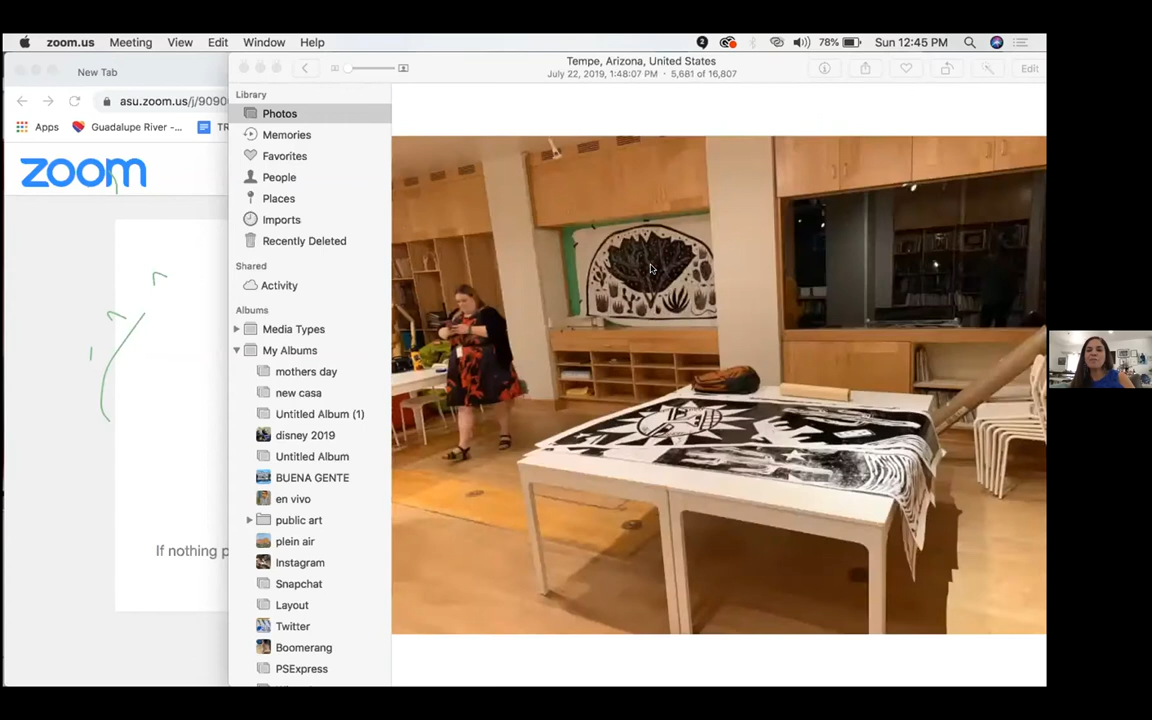 zoom.us Meeting View Edit Window Help 2 78% Sun 12:45 PM
New Tab
asu.zoom.us/j/9090
Apps Guadalupe River -...
zoom
If nothing p
Tempe, Arizona, United States
July 22, 2019, 1:48:07 PM · 5,681 of 16,807
Edit
Library
Photos
Memories
Favorites
People
Places
Imports
Recently Deleted
Shared
Activity
Albums
Media Types
My Albums
mothers day
new casa
Untitled Album (1)
disney 2019
Untitled Album
BUENA GENTE
en vivo
public art
plein air
Instagram
Snapchat
Layout
Twitter
Boomerang
PSExpress